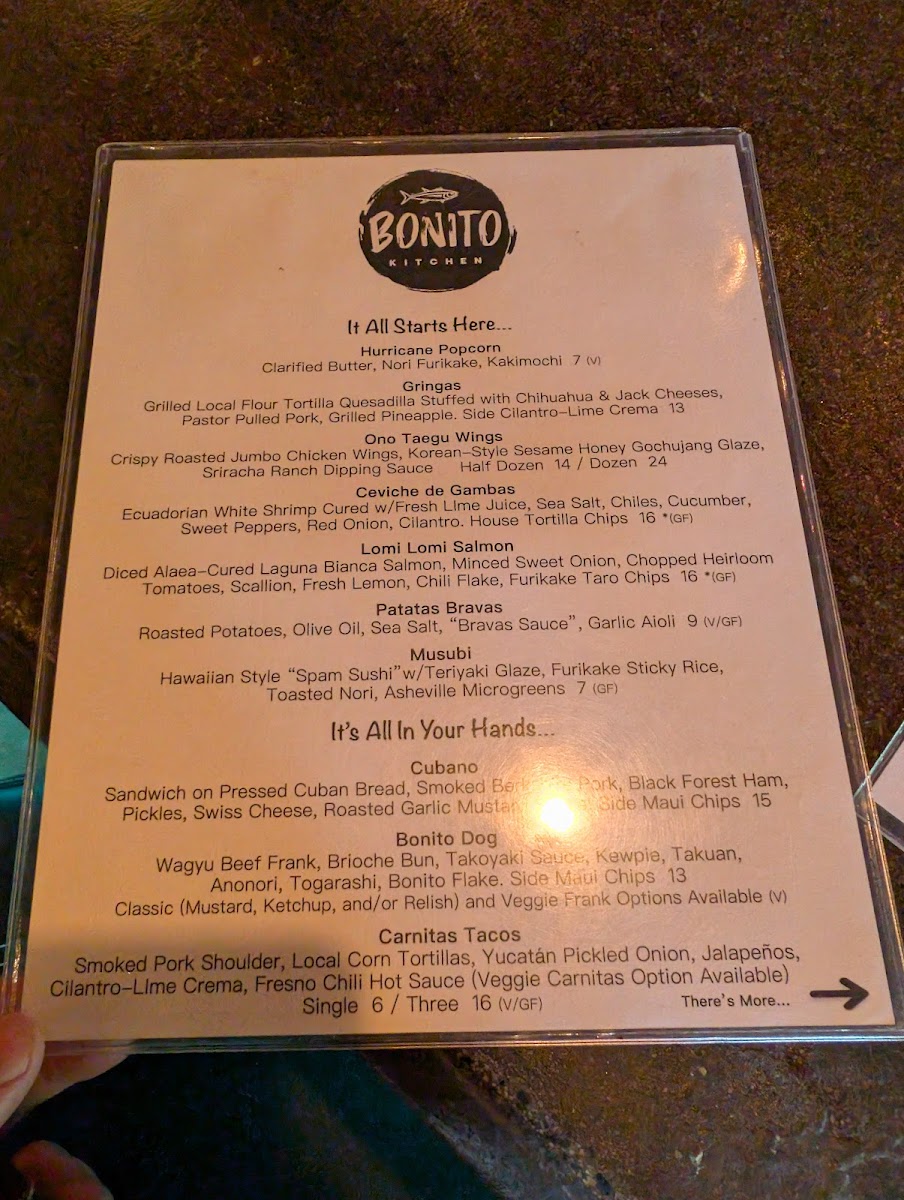 BONITO
KITCHEN
It All Starts Here...
Hurricane Popcorn
Clarified Butter, Nori Furikake, Kakimochi 7 (V)
Gringas
Grilled Local Flour Tortilla Quesadilla Stuffed with Chihuahua & Jack Cheeses,
Pastor Pulled Pork, Grilled Pineapple. Side Cilantro-Lime Crema 13
Ono Taegu Wings
Crispy Roasted Jumbo Chicken Wings, Korean-Style Sesame Honey Gochujang Glaze,
Sriracha Ranch Dipping Sauce Half Dozen 14 / Dozen 24
Ceviche de Gambas
Ecuadorian White Shrimp Cured w/Fresh LIme Juice, Sea Salt, Chiles, Cucumber,
Sweet Peppers, Red Onion, Cilantro. House Tortilla Chips 16 *(GF)
Lomi Lomi Salmon
Diced Alaea-Cured Laguna Bianca Salmon, Minced Sweet Onion, Chopped Heirloom
Tomatoes, Scallion, Fresh Lemon, Chili Flake, Furikake Taro Chips 16 *(GF)
Patatas Bravas
Roasted Potatoes, Olive Oil, Sea Salt, "Bravas Sauce", Garlic Aioli 9 (V/GF)
Musubi
Hawaiian Style "Spam Sushi"w/Teriyaki Glaze, Furikake Sticky Rice,
Toasted Nori, Asheville Microgreens 7 (GF)
It's All In Your Hands...
Cubano
Sandwich on Pressed Cuban Bread, Smoked Pork, Black Forest Ham,
Pickles, Swiss Cheese, Roasted Garlic Side Maui Chips 15
Bonito Dog
Wagyu Beef Frank, Brioche Bun, Takoyaki Sauce, Kewpie, Takuan,
Anonori, Togarashi, Bonito Flake. Side Maui Chips 13
Classic (Mustard, Ketchup, and/or Relish) and Veggie Frank Options Available (V)
Carnitas Tacos
Smoked Pork Shoulder, Local Corn Tortillas, Yucatán Pickled Onion, Jalapeños,
Cilantro-LIme Crema, Fresno Chili Hot Sauce (Veggie Carnitas Option Available)
Single 6 / Three 16 (V/GF)
There's More...